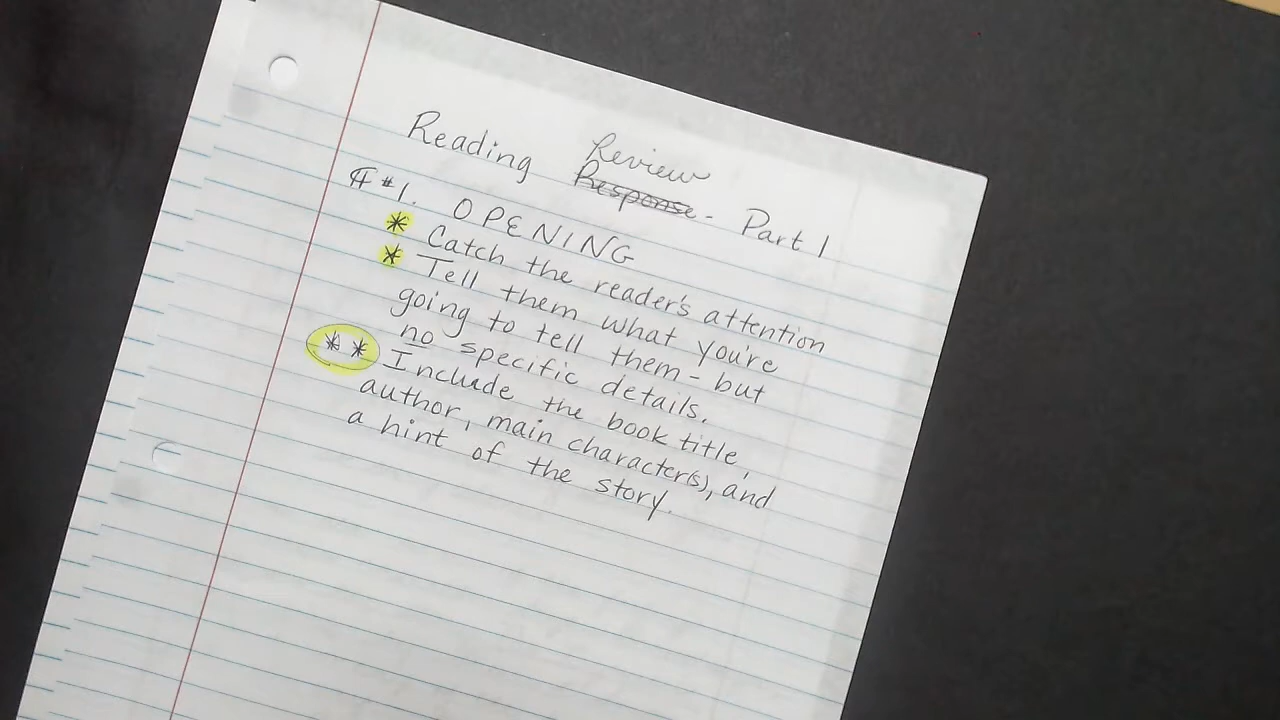 Reading Review
Response - Part 1
¶ #1. OPENING
* Catch the reader's attention
* Tell them what you're
going to tell them - but
no specific details.
** Include the book title,
author, main character(s), and
a hint of the story.